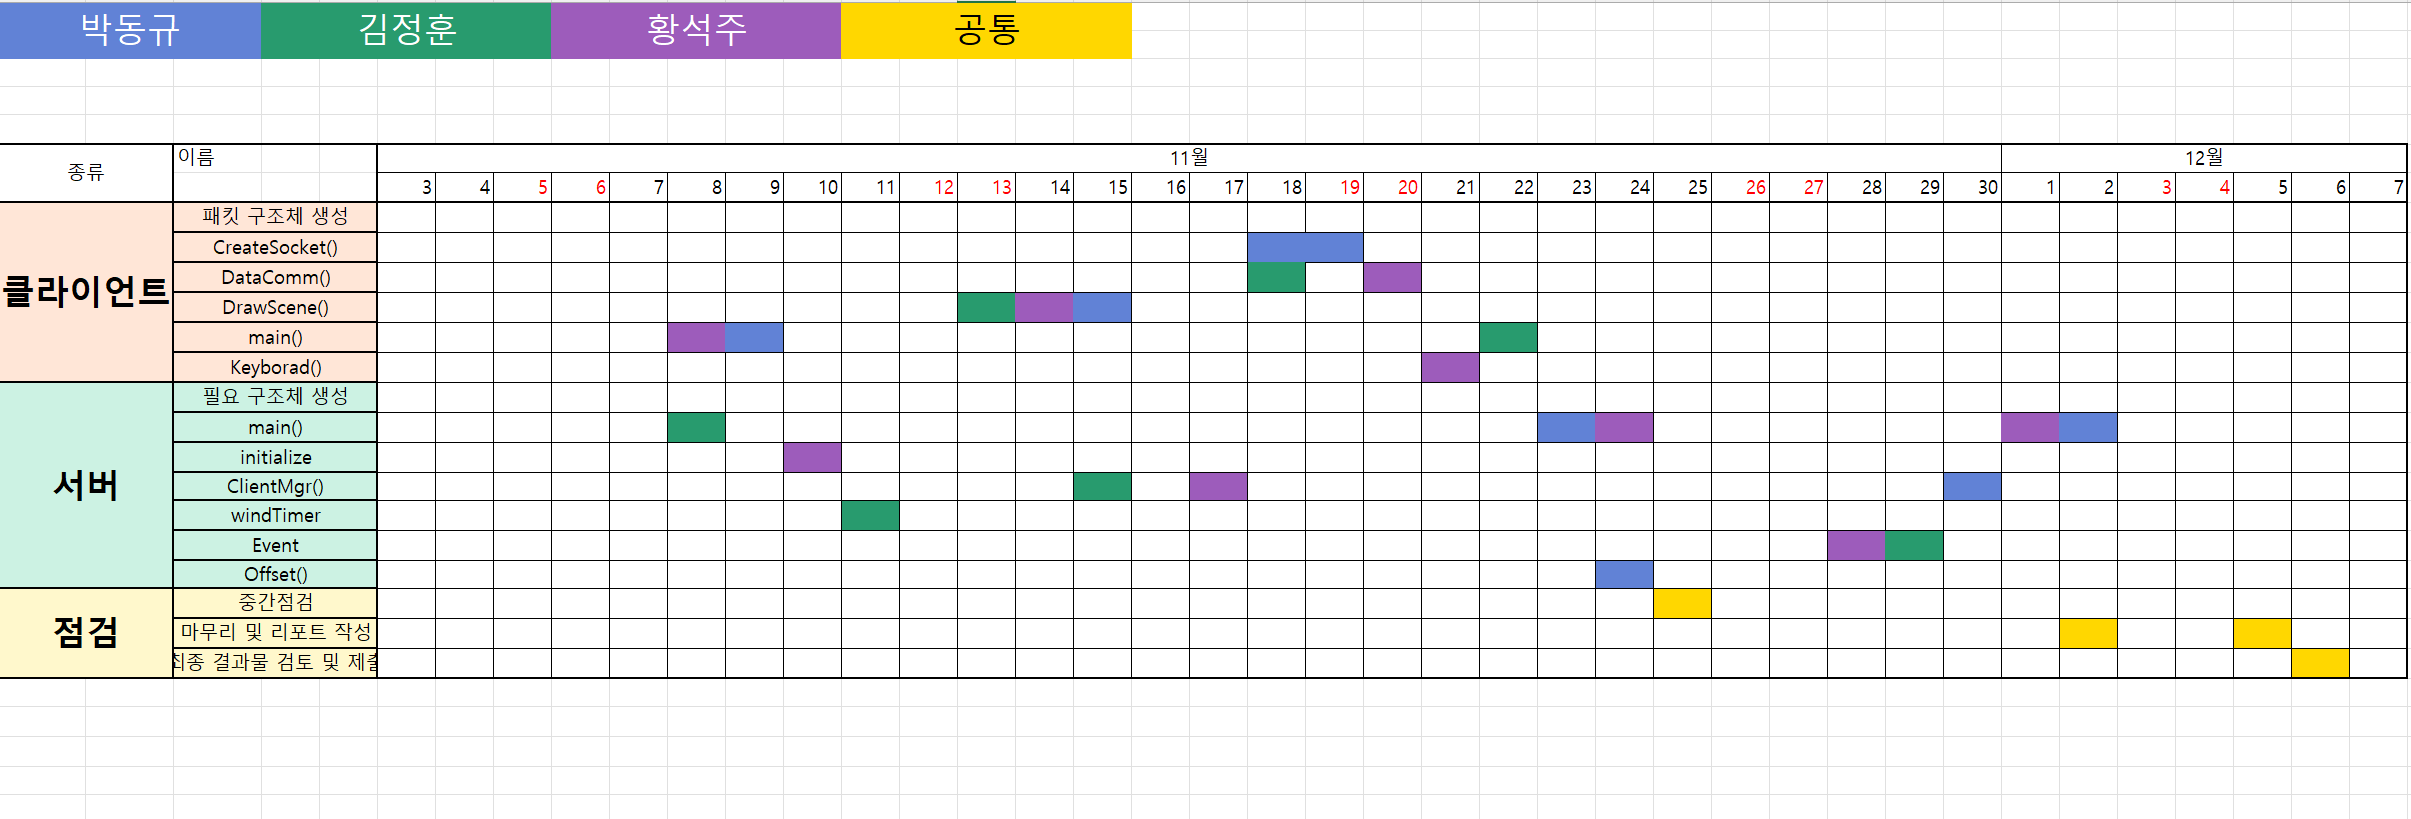 박동규 김정훈 황석주 공통
종류 이름 11월 12월
3 4 5 6 7 8 9 10 11 12 13 14 15 16 17 18 19 20 21 22 23 24 25 26 27 28 29 30 1 2 3 4 5 6 7
클라이언트
패킷 구조체 생성
CreateSocket()
DataComm()
DrawScene()
main()
Keyborad()
서버
필요 구조체 생성
main()
initialize
ClientMgr()
windTimer
Event
Offset()
점검
중간점검
마무리 및 리포트 작성
최종 결과물 검토 및 제출